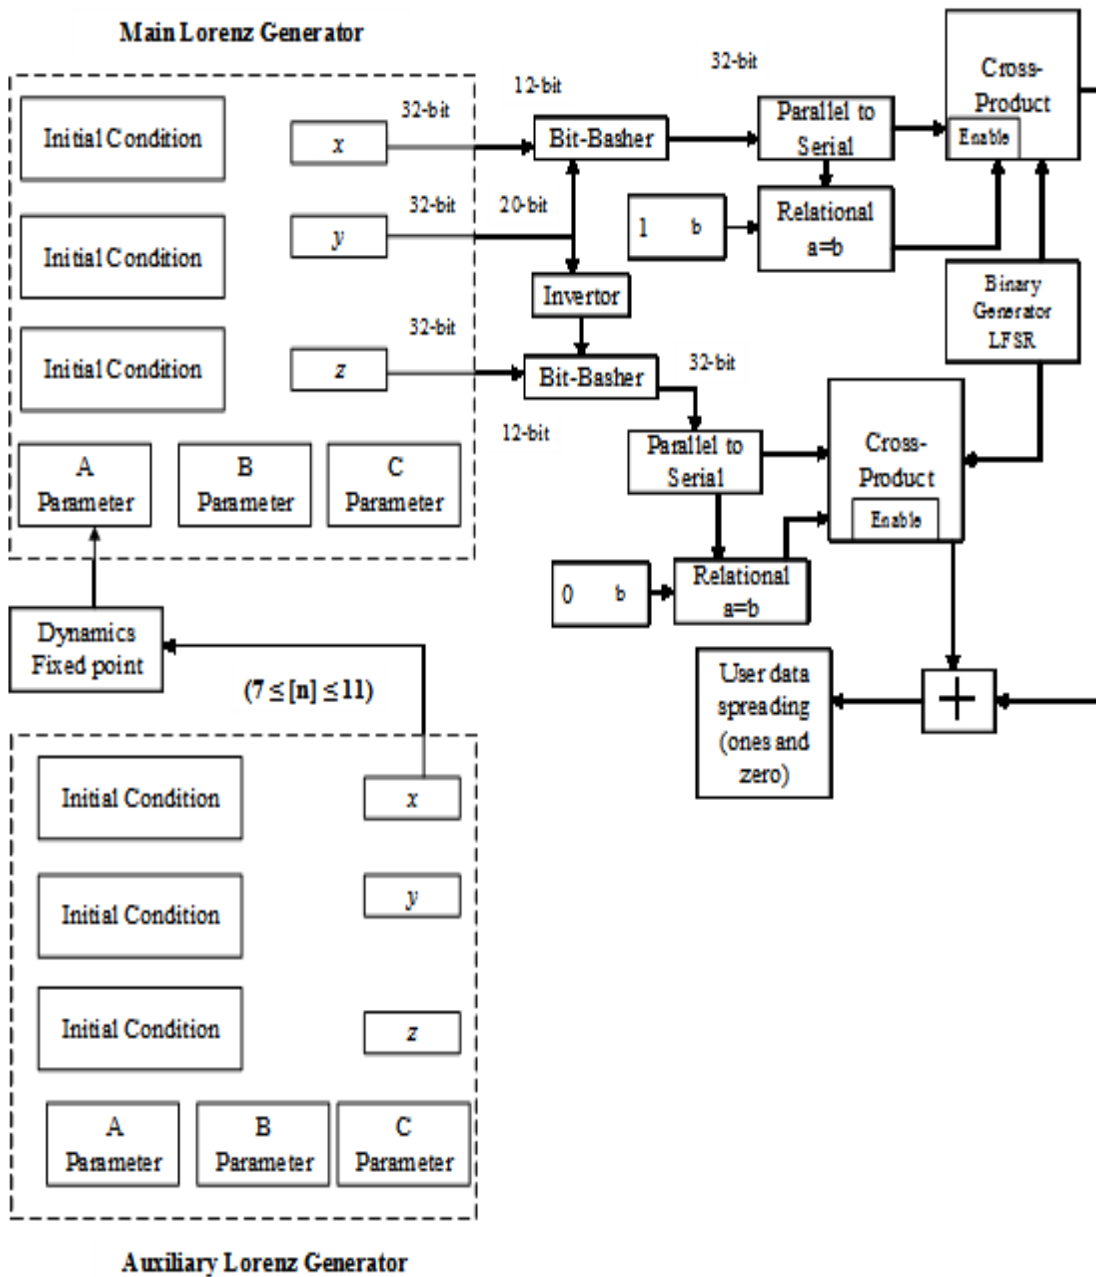 Main Lorenz Generator
Initial Condition
x
32-bit
Initial Condition
y
32-bit
Initial Condition
z
32-bit
A
Parameter
B
Parameter
C
Parameter
12-bit
Bit-Basher
20-bit
Invertor
Bit-Basher
12-bit
32-bit
Parallel to
Serial
1 b
Relational
a=b
Cross-
Product
Enable
Binary
Generator
LFSR
32-bit
Parallel to
Serial
0 b
Relational
a=b
Cross-
Product
Enable
+
User data
spreading
(ones and
zero)
Dynamics
Fixed point
(7 ≤ [n] ≤ 11)
Initial Condition
x
Initial Condition
y
Initial Condition
z
A
Parameter
B
Parameter
C
Parameter
Auxiliary Lorenz Generator